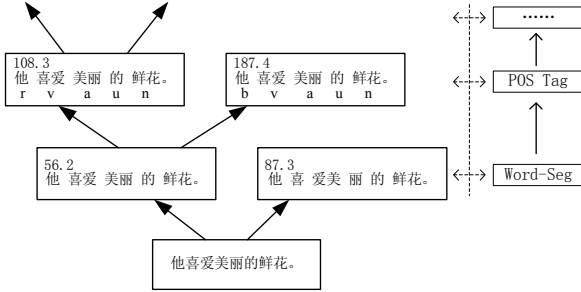 ……
108.3
他 喜爱 美丽 的 鲜花。
r v a u n
187.4
他 喜爱 美丽 的 鲜花。
b v a u n
POS Tag
56.2
他 喜爱 美丽 的 鲜花。
87.3
他 喜 爱美 丽 的 鲜花。
Word-Seg
他喜爱美丽的鲜花。